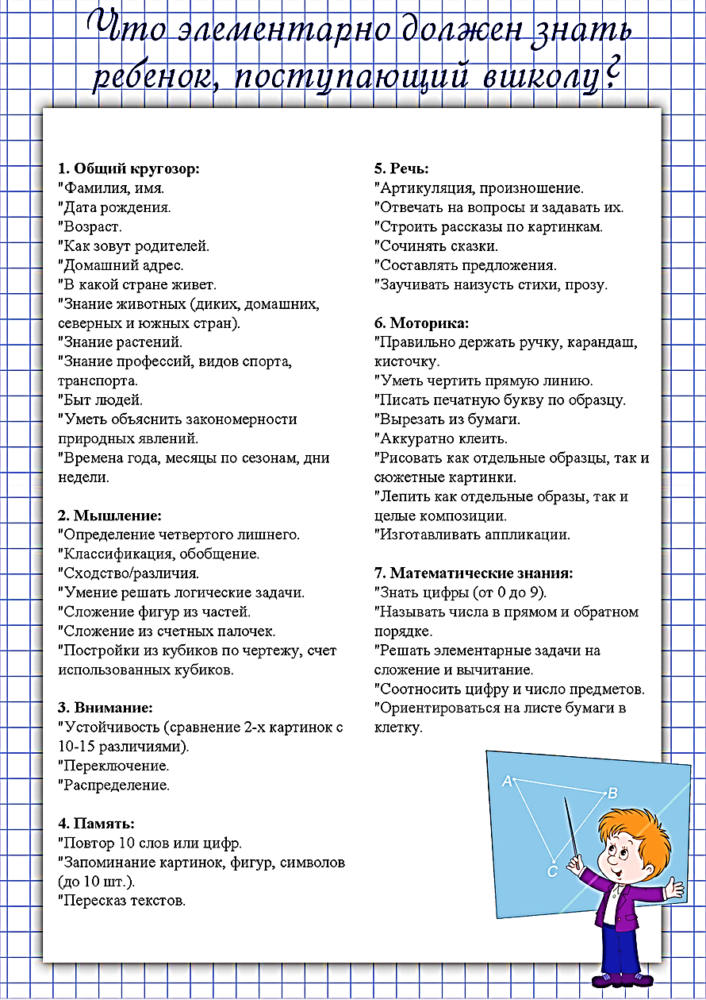 Что элементарно должен знать
ребенок, поступающий вшколу?
1. Общий кругозор:
"Фамилия, имя.
"Дата рождения.
"Возраст.
"Как зовут родителей.
"Домашний адрес.
"В какой стране живет.
"Знание животных (диких, домашних,
северных и южных стран).
"Знание растений.
"Знание профессий, видов спорта,
транспорта.
"Быт людей.
"Уметь объяснить закономерности
природных явлений.
"Времена года, месяцы по сезонам, дни
недели.
2. Мышление:
"Определение четвертого лишнего.
"Классификация, обобщение.
"Сходство/различия.
"Умение решать логические задачи.
"Сложение фигур из частей.
"Сложение из счетных палочек.
"Постройки из кубиков по чертежу, счет
использованных кубиков.
3. Внимание:
"Устойчивость (сравнение 2-х картинок с
10-15 различиями).
"Переключение.
"Распределение.
4. Память:
"Повтор 10 слов или цифр.
"Запоминание картинок, фигур, символов
(до 10 шт.).
"Пересказ текстов.
5. Речь:
"Артикуляция, произношение.
"Отвечать на вопросы и задавать их.
"Строить рассказы по картинкам.
"Сочинять сказки.
"Составлять предложения.
"Заучивать наизусть стихи, прозу.
6. Моторика:
"Правильно держать ручку, карандаш,
кисточку.
"Уметь чертить прямую линию.
"Писать печатную букву по образцу.
"Вырезать из бумаги.
"Аккуратно клеить.
"Рисовать как отдельные образцы, так и
сюжетные картинки.
"Лепить как отдельные образы, так и
целые композиции.
"Изготавливать аппликации.
7. Математические знания:
"Знать цифры (от 0 до 9).
"Называть числа в прямом и обратном
порядке.
"Решать элементарные задачи на
сложение и вычитание.
"Соотносить цифру и число предметов.
"Ориентироваться на листе бумаги в
клетку.
A
B
C